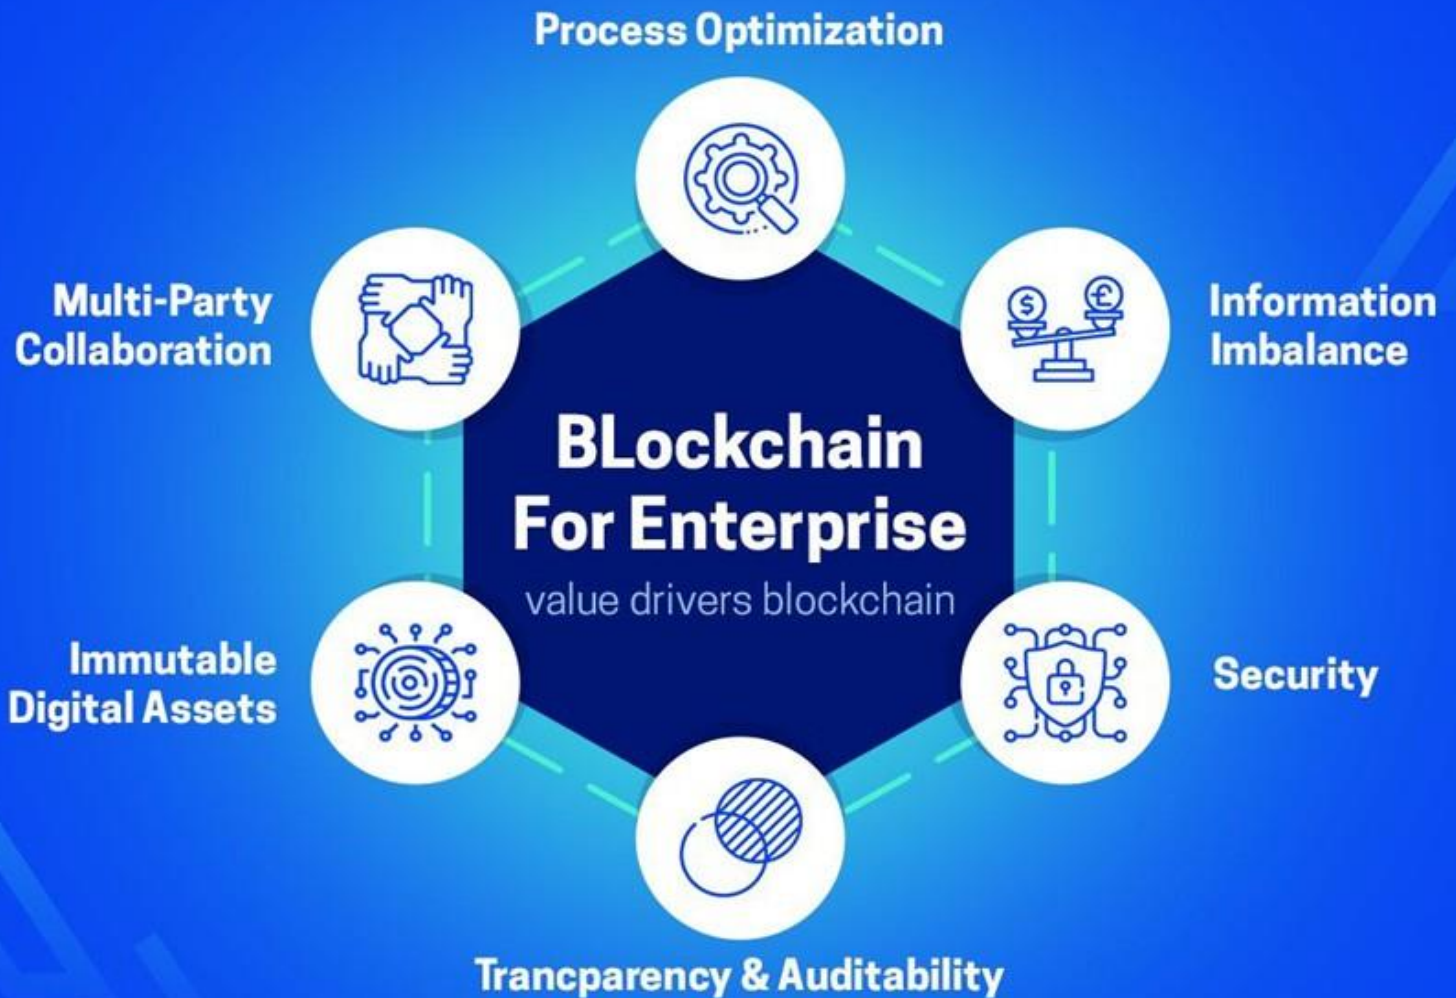 Process Optimization
Multi-Party
Collaboration
$
£
Information
Imbalance
BLockchain
For Enterprise
value drivers blockchain
Immutable
Digital Assets
Security
Trancparency & Auditability